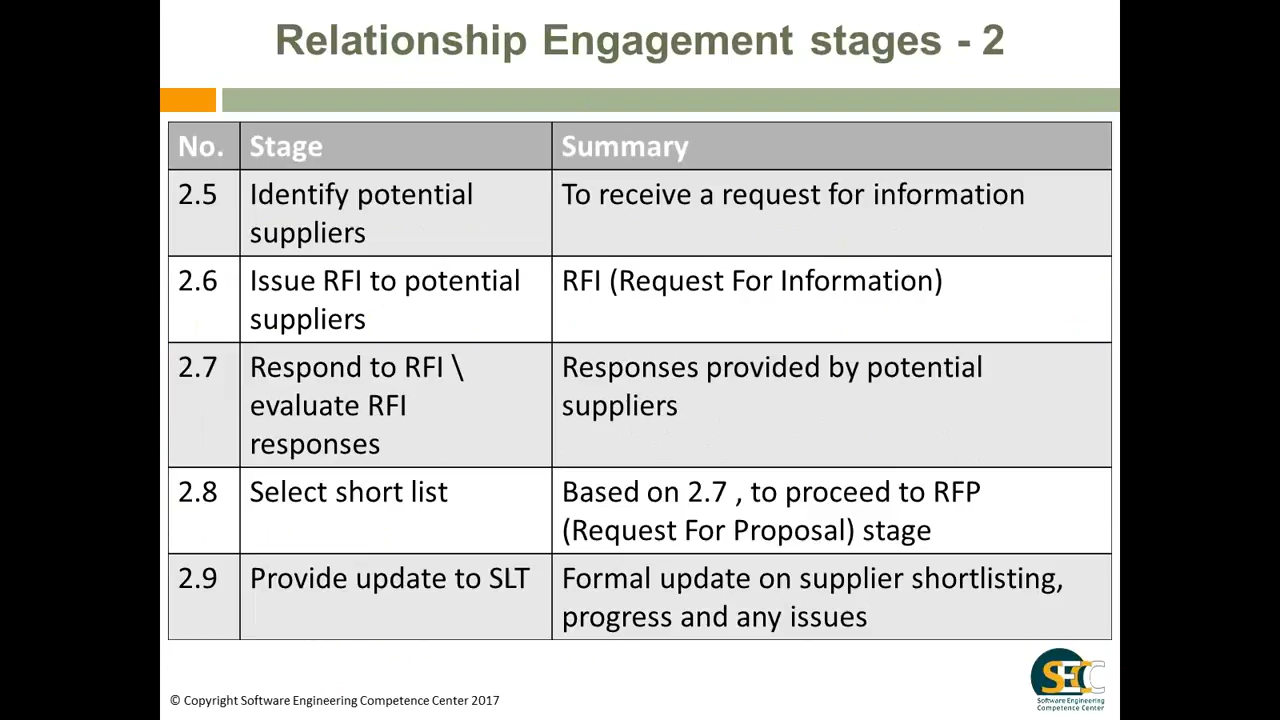 Relationship Engagement stages - 2
No. Stage Summary
2.5 Identify potential To receive a request for information
suppliers
2.6 Issue RFI to potential RFI (Request For Information)
suppliers
2.7 Respond to RFI \ Responses provided by potential
evaluate RFI suppliers
responses
2.8 Select short list Based on 2.7 , to proceed to RFP
(Request For Proposal) stage
2.9 Provide update to SLT Formal update on supplier shortlisting,
progress and any issues
SECC
Software Engineering
Competence Center
© Copyright Software Engineering Competence Center 2017